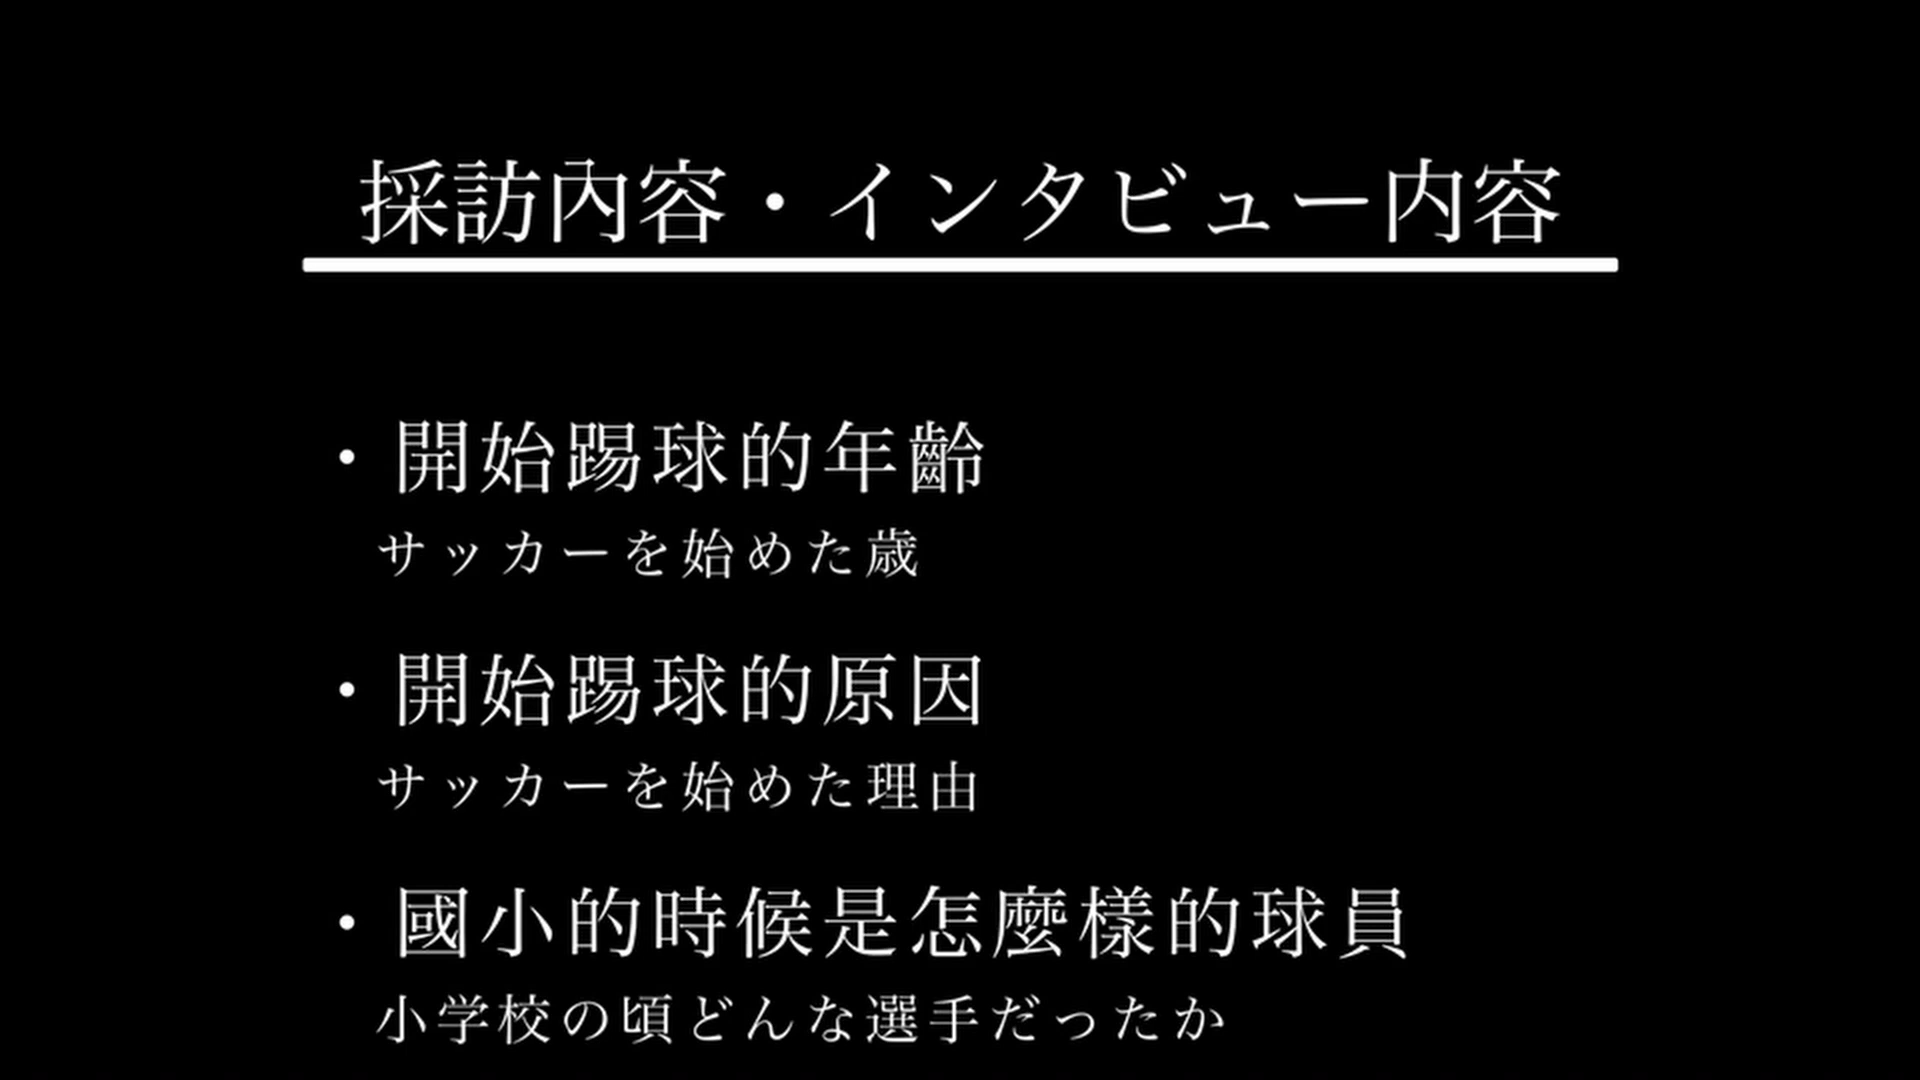 採訪內容・インタビュー内容
・開始踢球的年齡
サッカーを始めた歳
・開始踢球的原因
サッカーを始めた理由
・國小的時候是怎麼樣的球員
小学校の頃どんな選手だったか